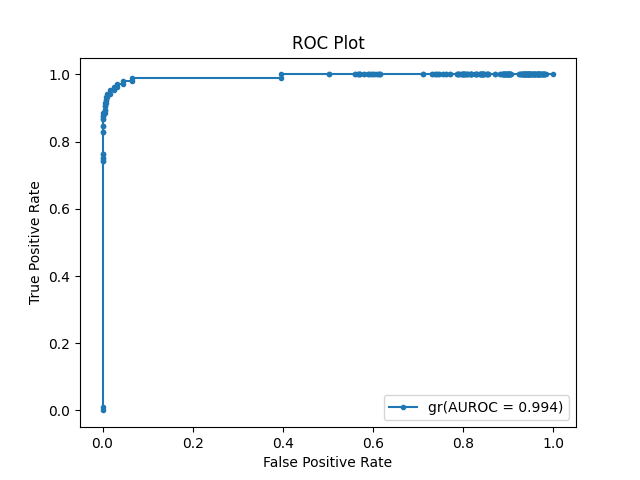 ROC Plot
True Positive Rate
1.0
0.8
0.6
0.4
0.2
0.0
gr(AUROC = 0.994)
0.0 0.2 0.4 0.6 0.8 1.0
False Positive Rate